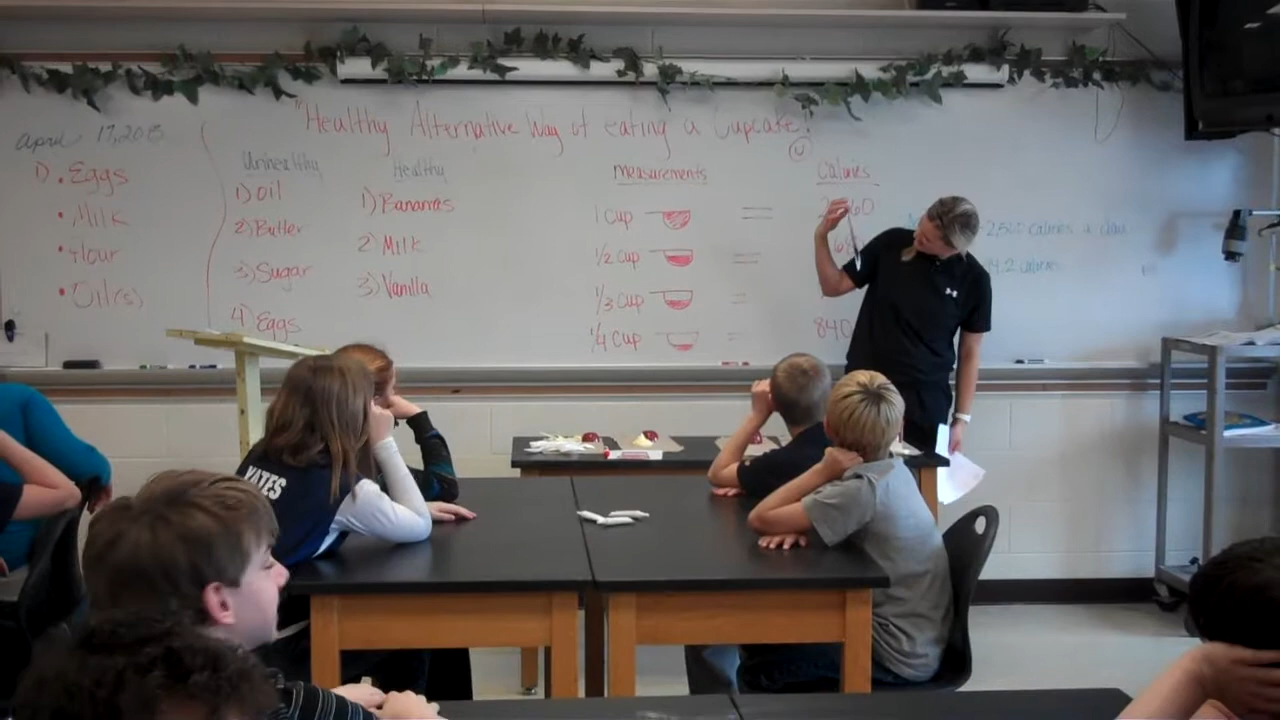 "Healthy Alternative Way of eating a Cupcake!
April 17, 2013
1) • Eggs
• Milk
• flour
• Oil(s)
Unhealthy
1) Oil
2) Butter
3) Sugar
4) Eggs
Healthy
1) Bananas
2) Milk
3) Vanilla
Measurements
1 cup =
1/2 cup =
1/3 cup =
1/4 cup =
Calories
840
calories a day
YATES